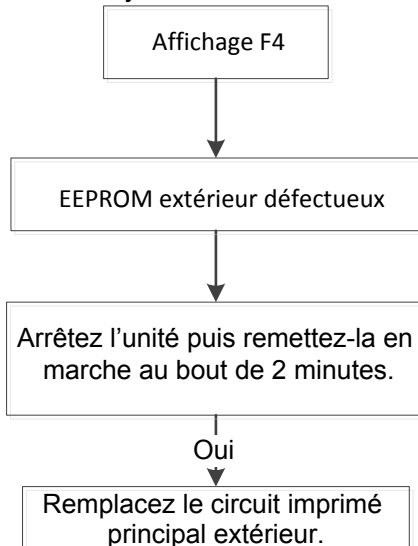 Affichage F4
EEPROM extérieur défectueux
Arrêtez l’unité puis remettez-la en
marche au bout de 2 minutes.
Oui
Remplacez le circuit imprimé
principal extérieur.